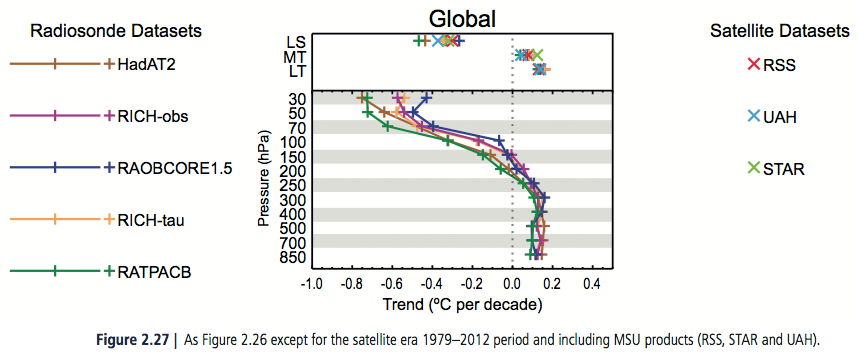 Global
Radiosonde Datasets
HadAT2
RICH-obs
RAOBCORE1.5
RICH-tau
RATPACB
LS
MT
LT
Pressure (hPa)
30
50
70
100
150
200
250
300
400
500
700
850
-1.0 -0.8 -0.6 -0.4 -0.2 0.0 0.2 0.4
Trend (ºC per decade)
Satellite Datasets
RSS
UAH
STAR
Figure 2.27 | As Figure 2.26 except for the satellite era 1979–2012 period and including MSU products (RSS, STAR and UAH).